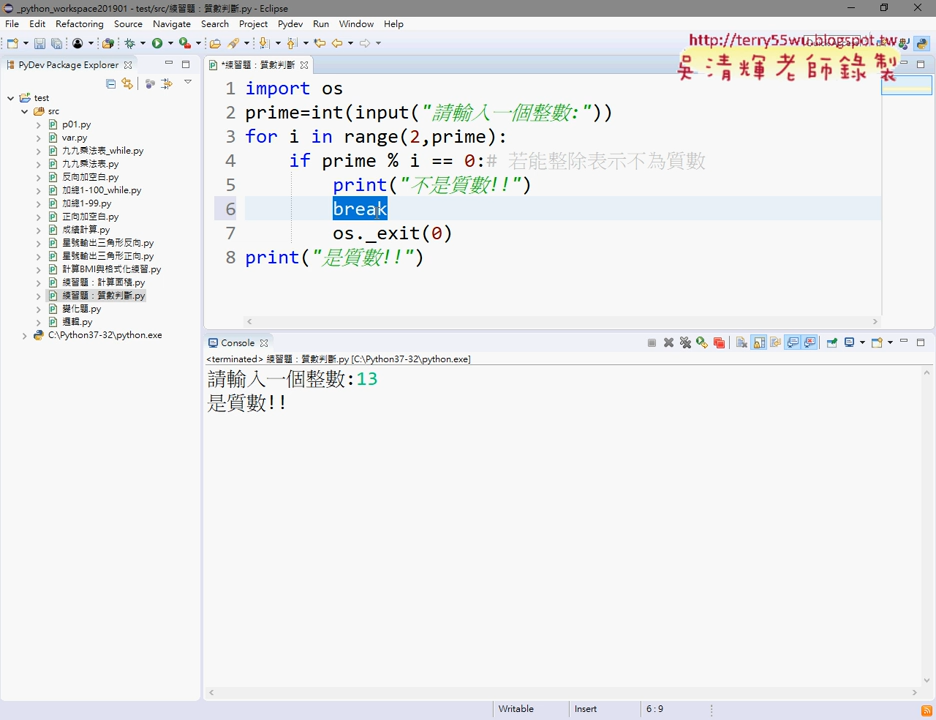 _python_workspace201901 - test/src/練習題：質數判斷.py - Eclipse
File Edit Refactoring Source Navigate Search Project Pydev Run Window Help
http://terry55wu.blogspot.tw
吳清輝老師錄製
PyDev Package Explorer
*練習題：質數判斷
test
src
p01.py
var.py
九九乘法表_while.py
九九乘法表.py
反向加空白.py
加總1-100_while.py
加總1-99.py
正向加空白.py
成績計算.py
星號輸出三角形反向.py
星號輸出三角形正向.py
計算BMI與格式化練習.py
練習題：計算面積.py
練習題：質數判斷.py
變化題.py
邏輯.py
C:\Python37-32\python.exe
1 import os
2 prime=int(input("請輸入一個整數:"))
3 for i in range(2,prime):
4 if prime % i == 0:# 若能整除表示不為質數
5 print("不是質數!!")
6 break
7 os._exit(0)
8 print("是質數!!")
Console
<terminated> 練習題：質數判斷.py [C:\Python37-32\python.exe]
請輸入一個整數:13
是質數!!
Writable Insert 6:9